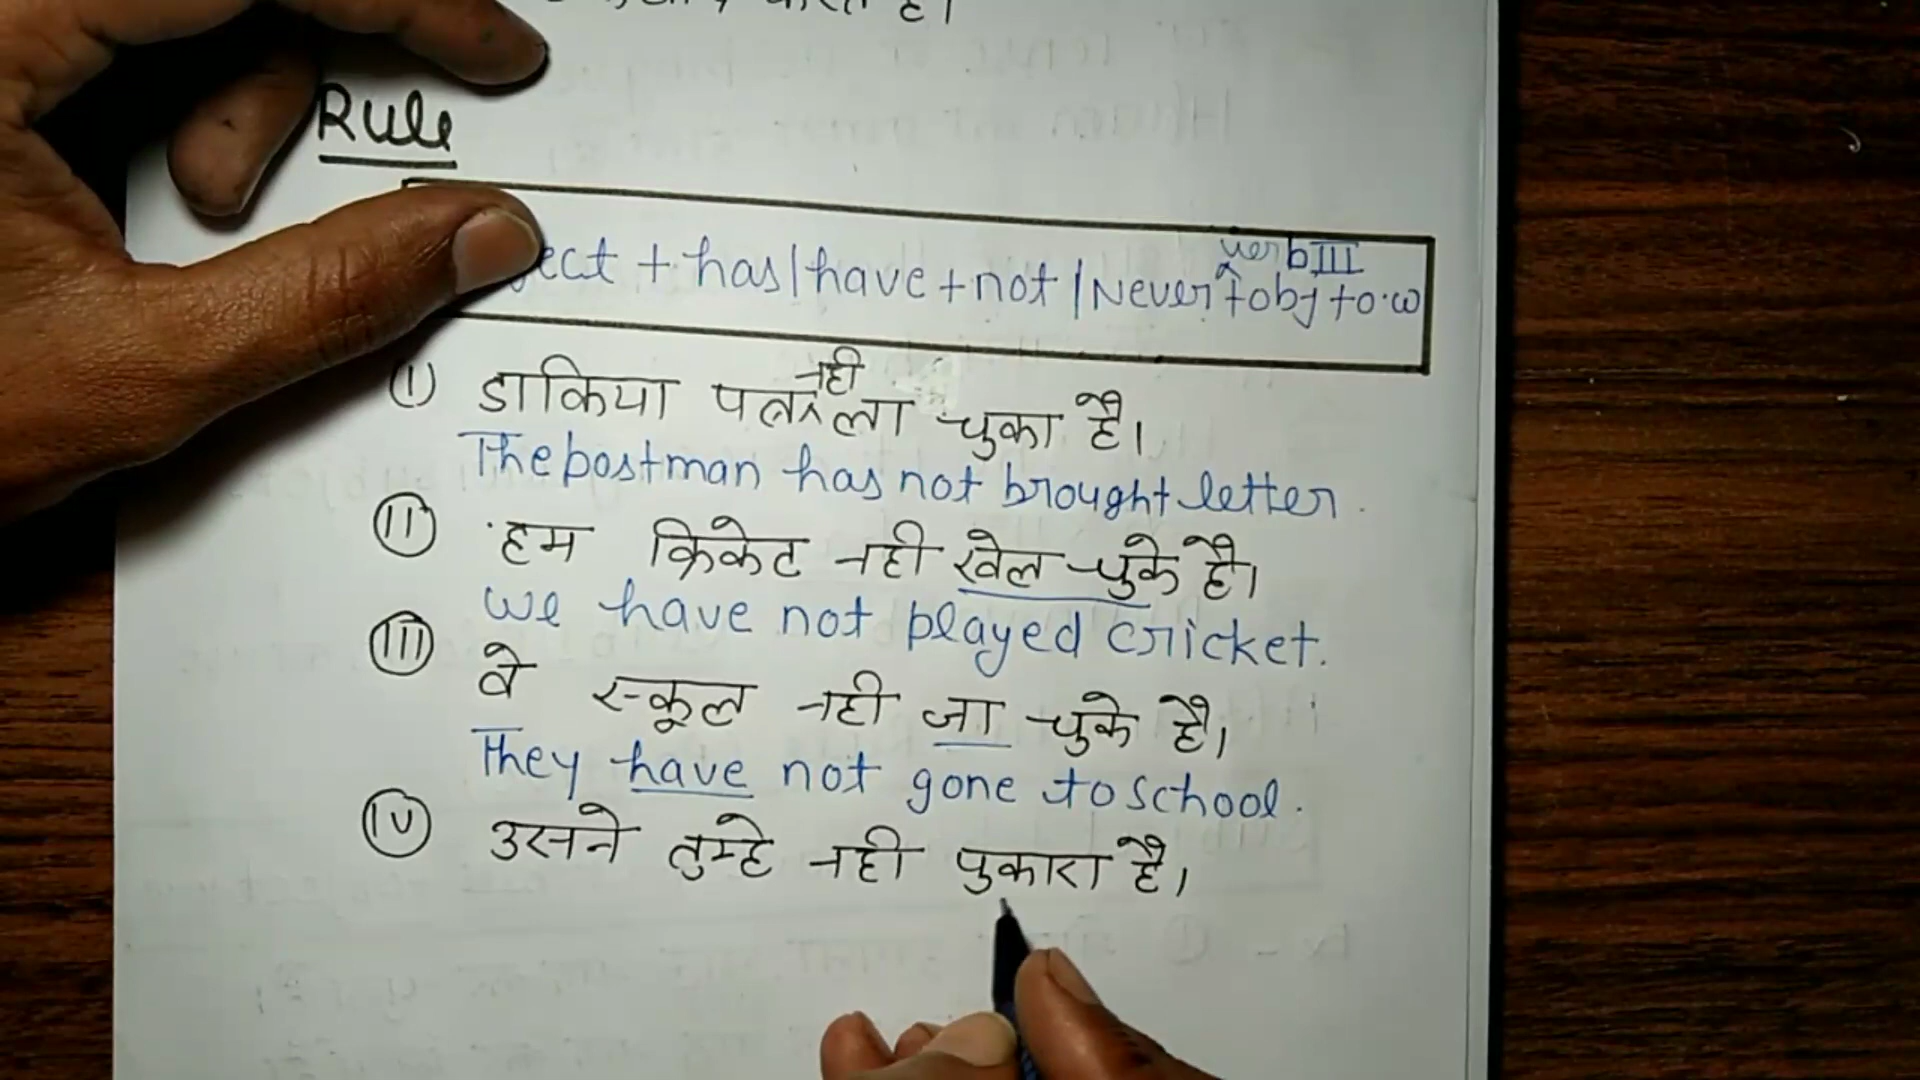 है।
Rule
ect + has/have + not / Never + obj + o.w
verb III
(I) डाकिया पत्र नही ला चुका है।
The postman has not brought letter.
(II) हम क्रिकेट नही खेल चुके है।
We have not played cricket.
(III) वे स्कूल नही जा चुके है।
They have not gone to school.
(IV) उसने तुम्हे नही पुकारा है।